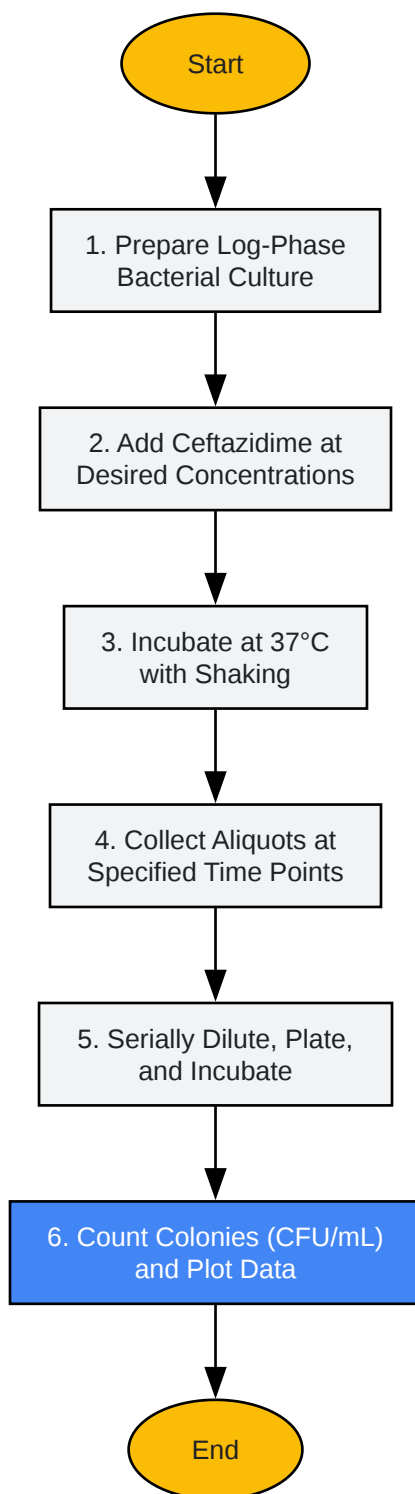 Start
1. Prepare Log-Phase
Bacterial Culture
2. Add Ceftazidime at
Desired Concentrations
3. Incubate at 37°C
with Shaking
4. Collect Aliquots at
Specified Time Points
5. Serially Dilute, Plate,
and Incubate
6. Count Colonies (CFU/mL)
and Plot Data
End